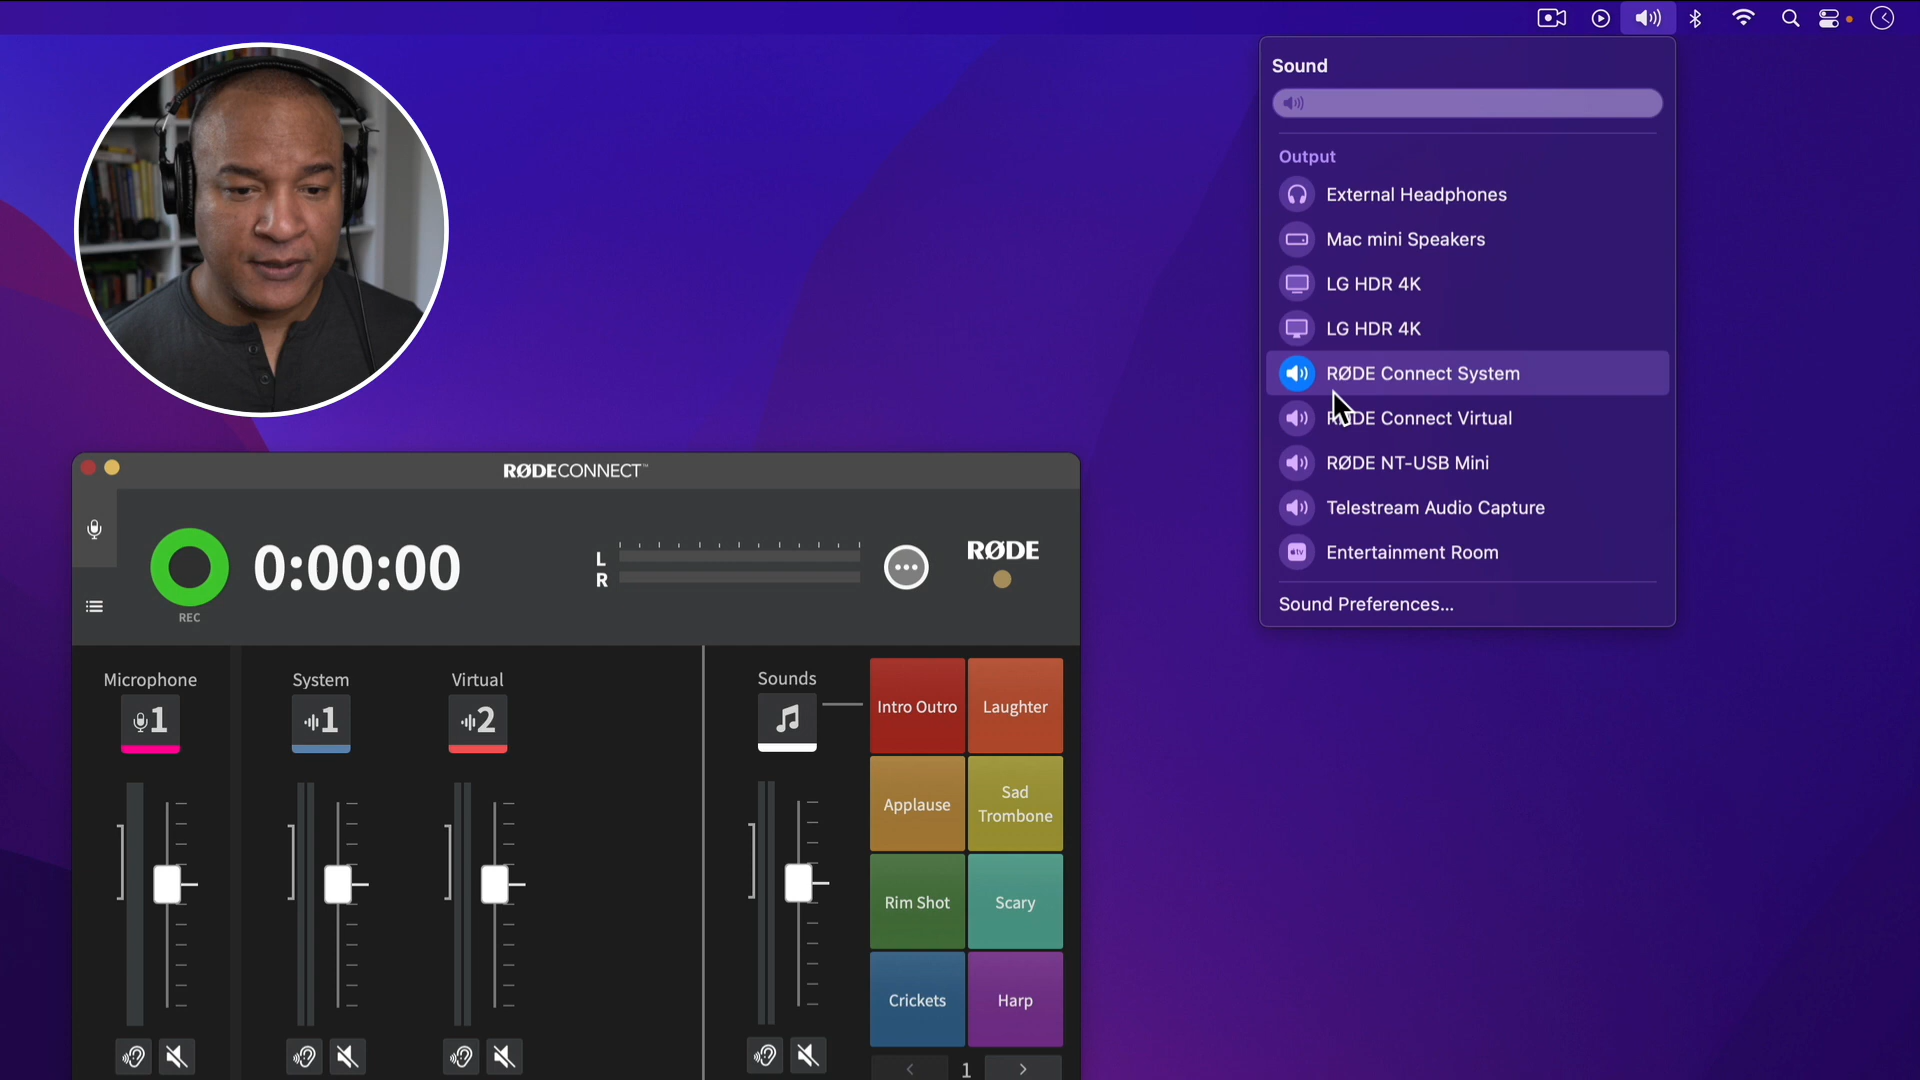 Sound
Output
External Headphones
Mac mini Speakers
LG HDR 4K
LG HDR 4K
RØDE Connect System
RØDE Connect Virtual
RØDE NT-USB Mini
Telestream Audio Capture
tv
Entertainment Room
Sound Preferences...
RØDECONNECT™
REC
0:00:00
L
R
RØDE
Microphone
System
Virtual
Sounds
1
1
2
Intro Outro
Laughter
Applause
Sad
Trombone
Rim Shot
Scary
Crickets
Harp
< 1 >